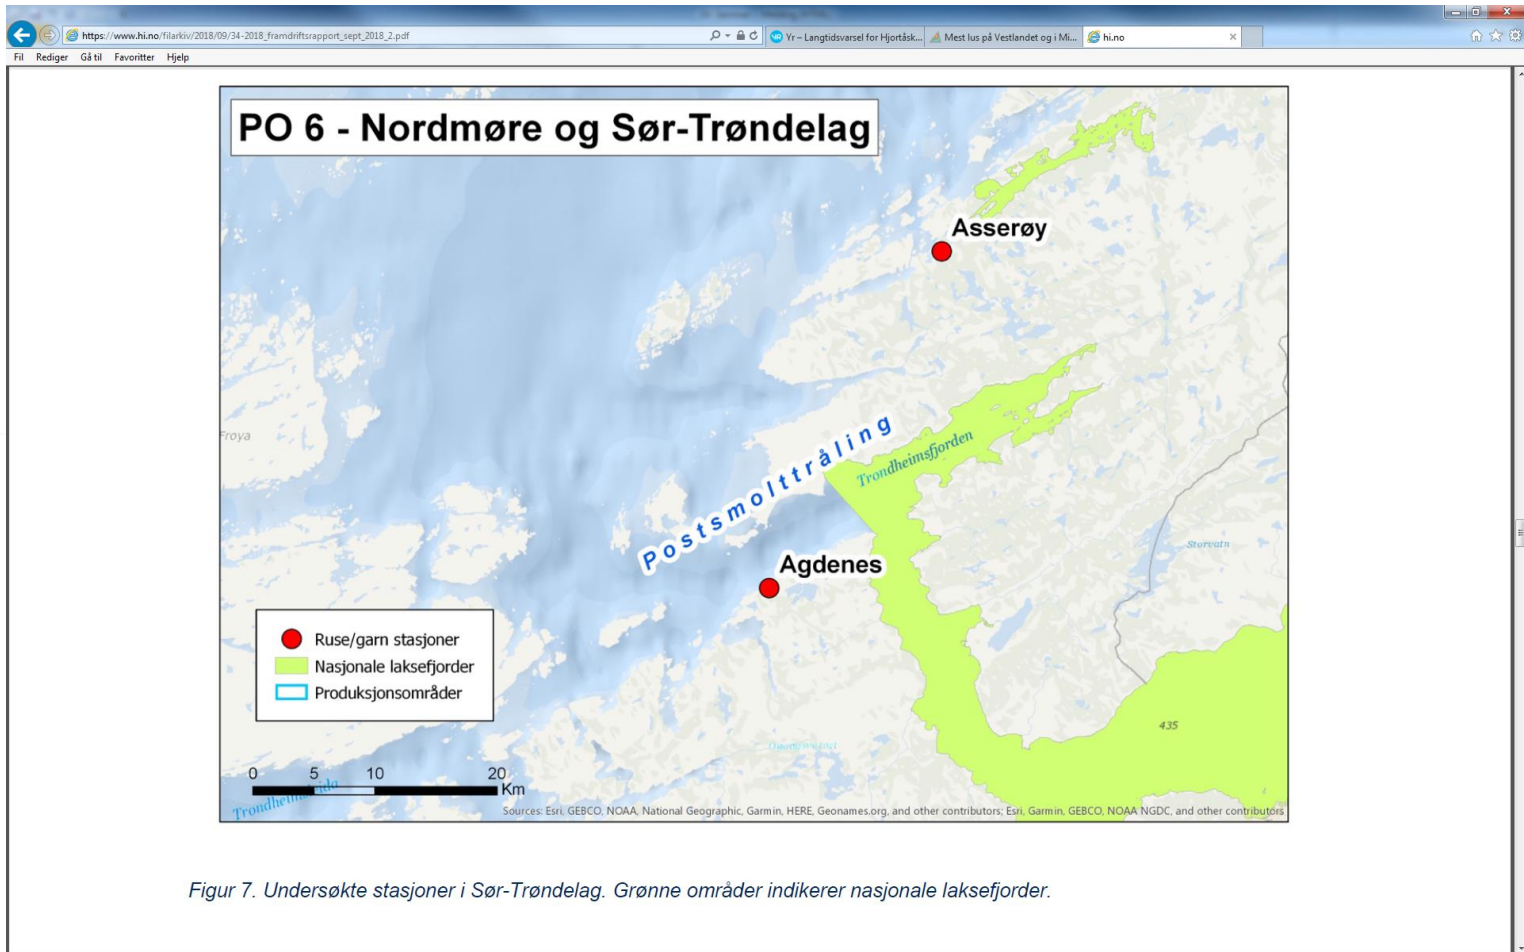 https://www.hi.no/filarkiv/2018/09/34-2018_framdriftsrapport_sept_2018_2.pdf
Yr – Langtidsvarsel for Hjortåsk...
Mest lus på Vestlandet og i Mi...
hi.no
Fil Rediger Gå til Favoritter Hjelp
PO 6 - Nordmøre og Sør-Trøndelag
Asserøy
Froya
Postsmolttråling
Trondheimsfjorden
Storvatn
Agdenes
Ruse/garn stasjoner
Nasjonale laksefjorder
Produksjonsområder
435
0 5 10 20
Km
Sources: Esri, GEBCO, NOAA, National Geographic, Garmin, HERE, Geonames.org, and other contributors; Esri, Garmin, GEBCO, NOAA NGDC, and other contributors
Figur 7. Undersøkte stasjoner i Sør-Trøndelag. Grønne områder indikerer nasjonale laksefjorder.